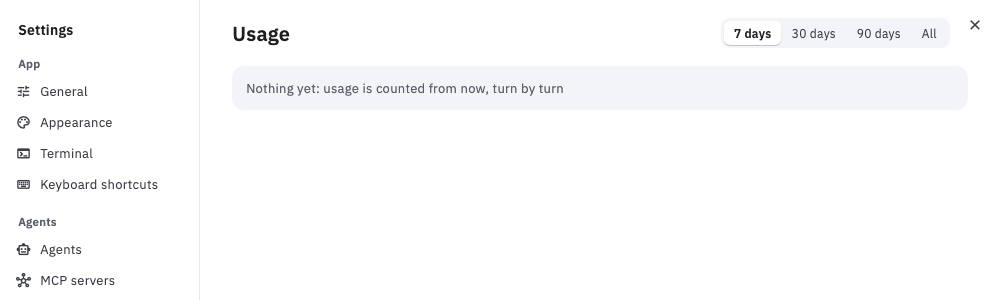 Settings
App
General
Appearance
Terminal
Keyboard shortcuts
Agents
Agents
MCP servers
Usage
7 days 30 days 90 days All
Nothing yet: usage is counted from now, turn by turn